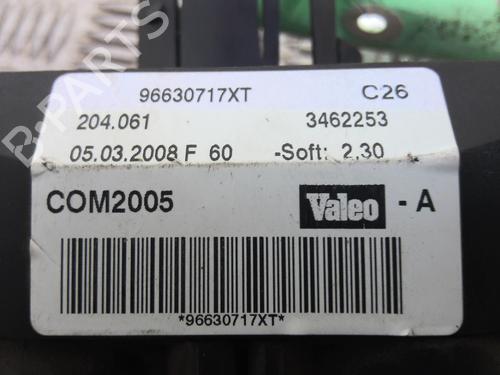 96630717XT C26
204.061 3462253
05.03.2008 F 60 -Soft: 2,30
COM2005 Valeo - A
*96630717XT*
B-PARTS